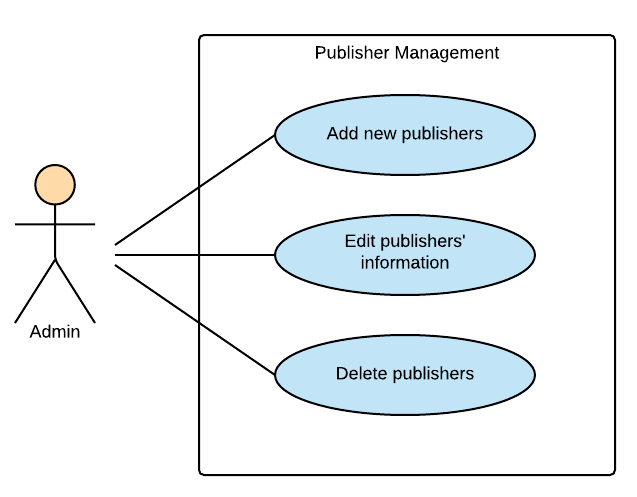 Publisher Management
Add new publishers
Edit publishers'
information
Delete publishers
Admin